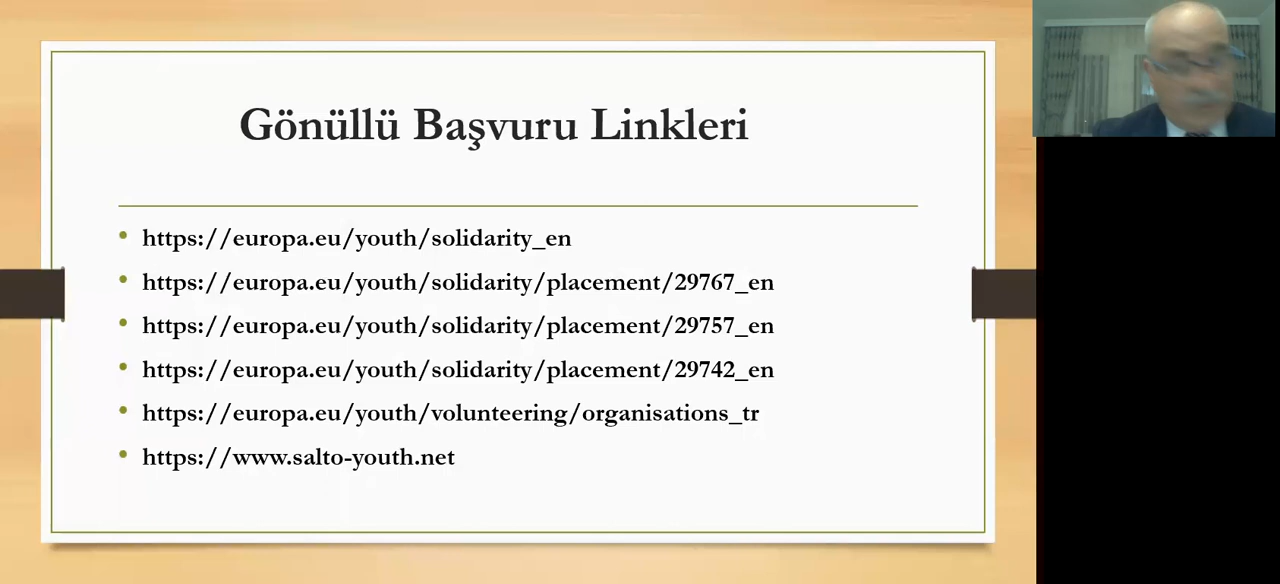 Gönüllü Başvuru Linkleri
https://europa.eu/youth/solidarity_en
https://europa.eu/youth/solidarity/placement/29767_en
https://europa.eu/youth/solidarity/placement/29757_en
https://europa.eu/youth/solidarity/placement/29742_en
https://europa.eu/youth/volunteering/organisations_tr
https://www.salto-youth.net